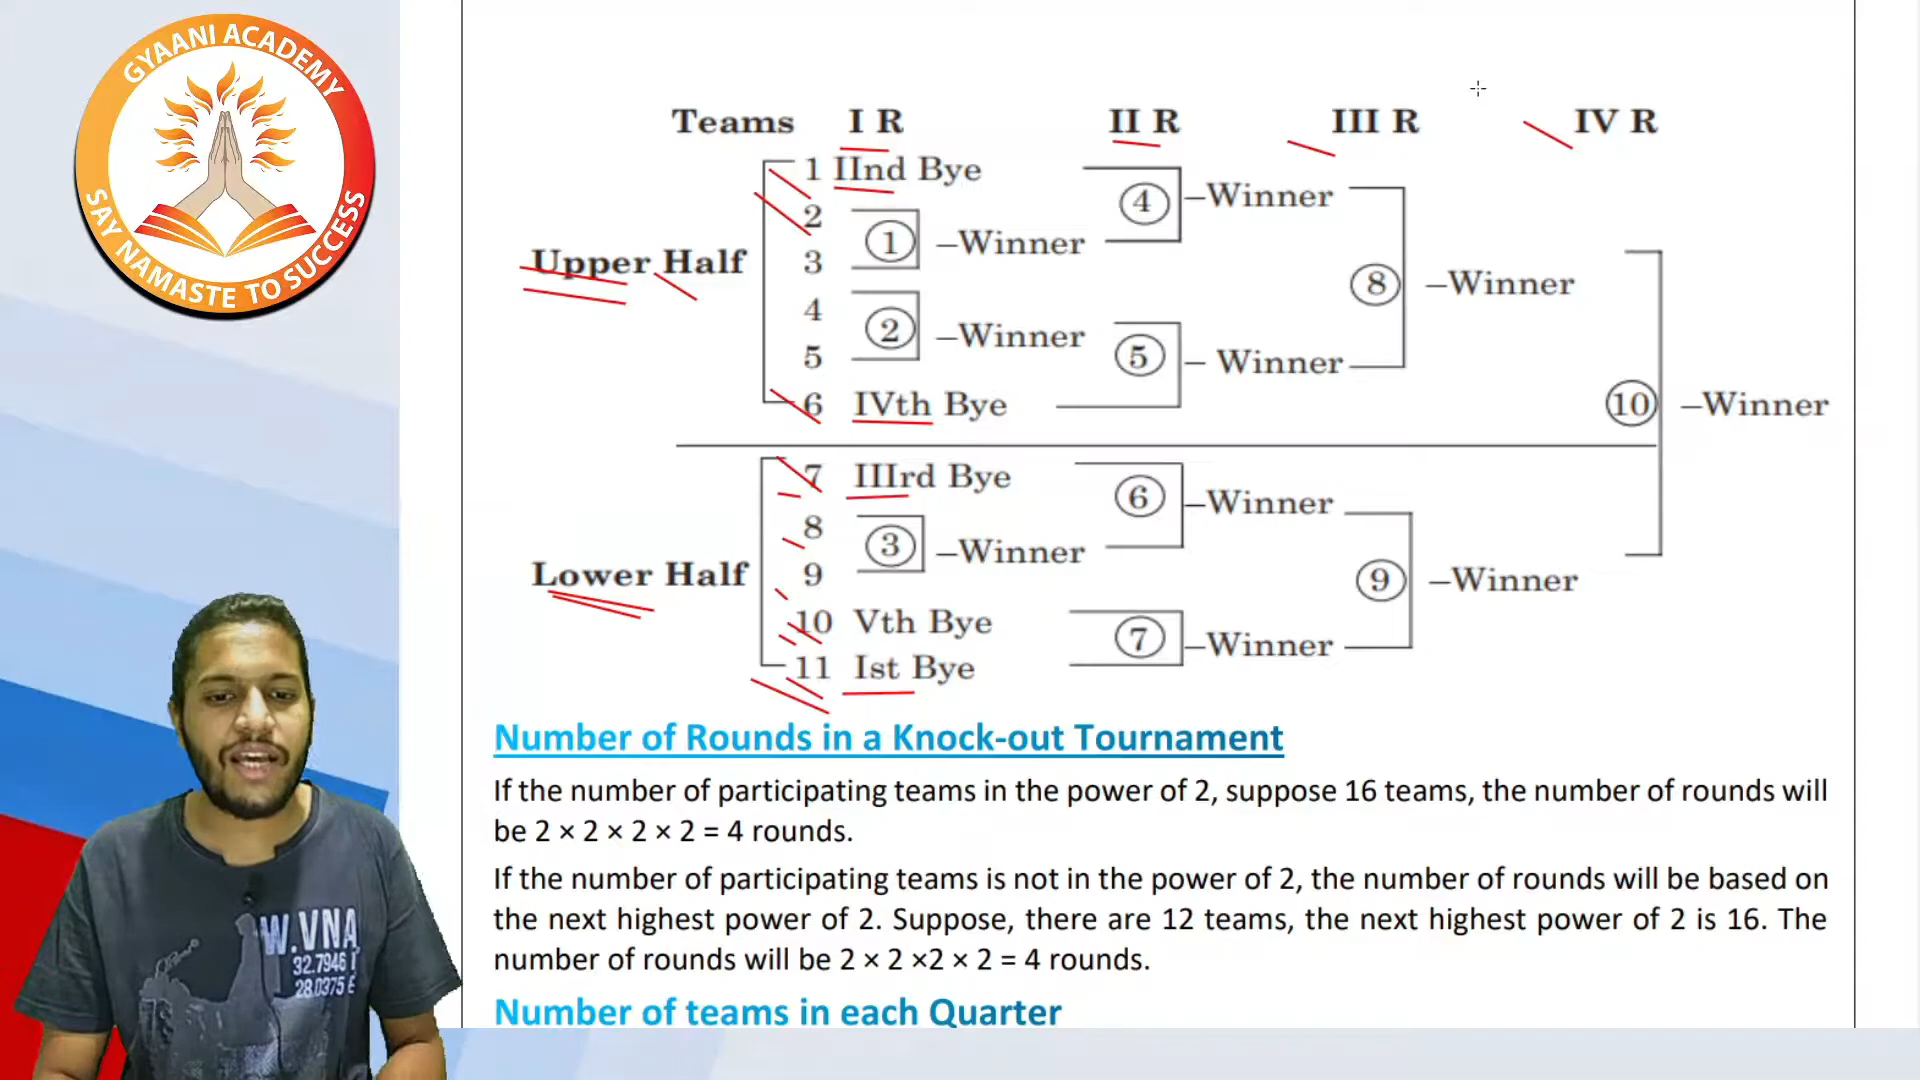 GYAANI ACADEMY
SAY NAMASTE TO SUCCESS
Teams I R II R III R IV R
1 IInd Bye
④ –Winner
2
① –Winner
3
Upper Half
⑧ –Winner
4
② –Winner
5
⑤ – Winner
6 IVth Bye
⑩ –Winner
7 IIIrd Bye
⑥ –Winner
8
③ –Winner
9
Lower Half
⑨ –Winner
10 Vth Bye
⑦ –Winner
11 Ist Bye
Number of Rounds in a Knock-out Tournament
If the number of participating teams in the power of 2, suppose 16 teams, the number of rounds will
be 2 × 2 × 2 × 2 = 4 rounds.
If the number of participating teams is not in the power of 2, the number of rounds will be based on
the next highest power of 2. Suppose, there are 12 teams, the next highest power of 2 is 16. The
number of rounds will be 2 × 2 ×2 × 2 = 4 rounds.
Number of teams in each Quarter
W.VNA
32.7946
28.0375 E